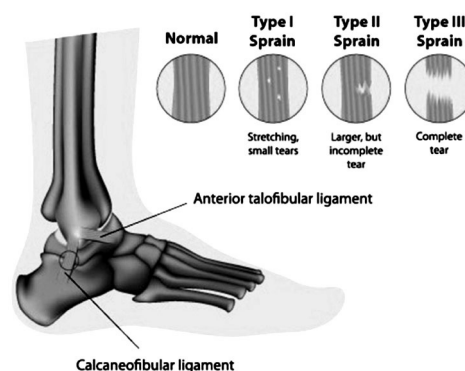 Normal
Type I
Sprain
Type II
Sprain
Type III
Sprain
Stretching,
small tears
Larger, but
incomplete
tear
Complete
tear
Anterior talofibular ligament
Calcaneofibular ligament